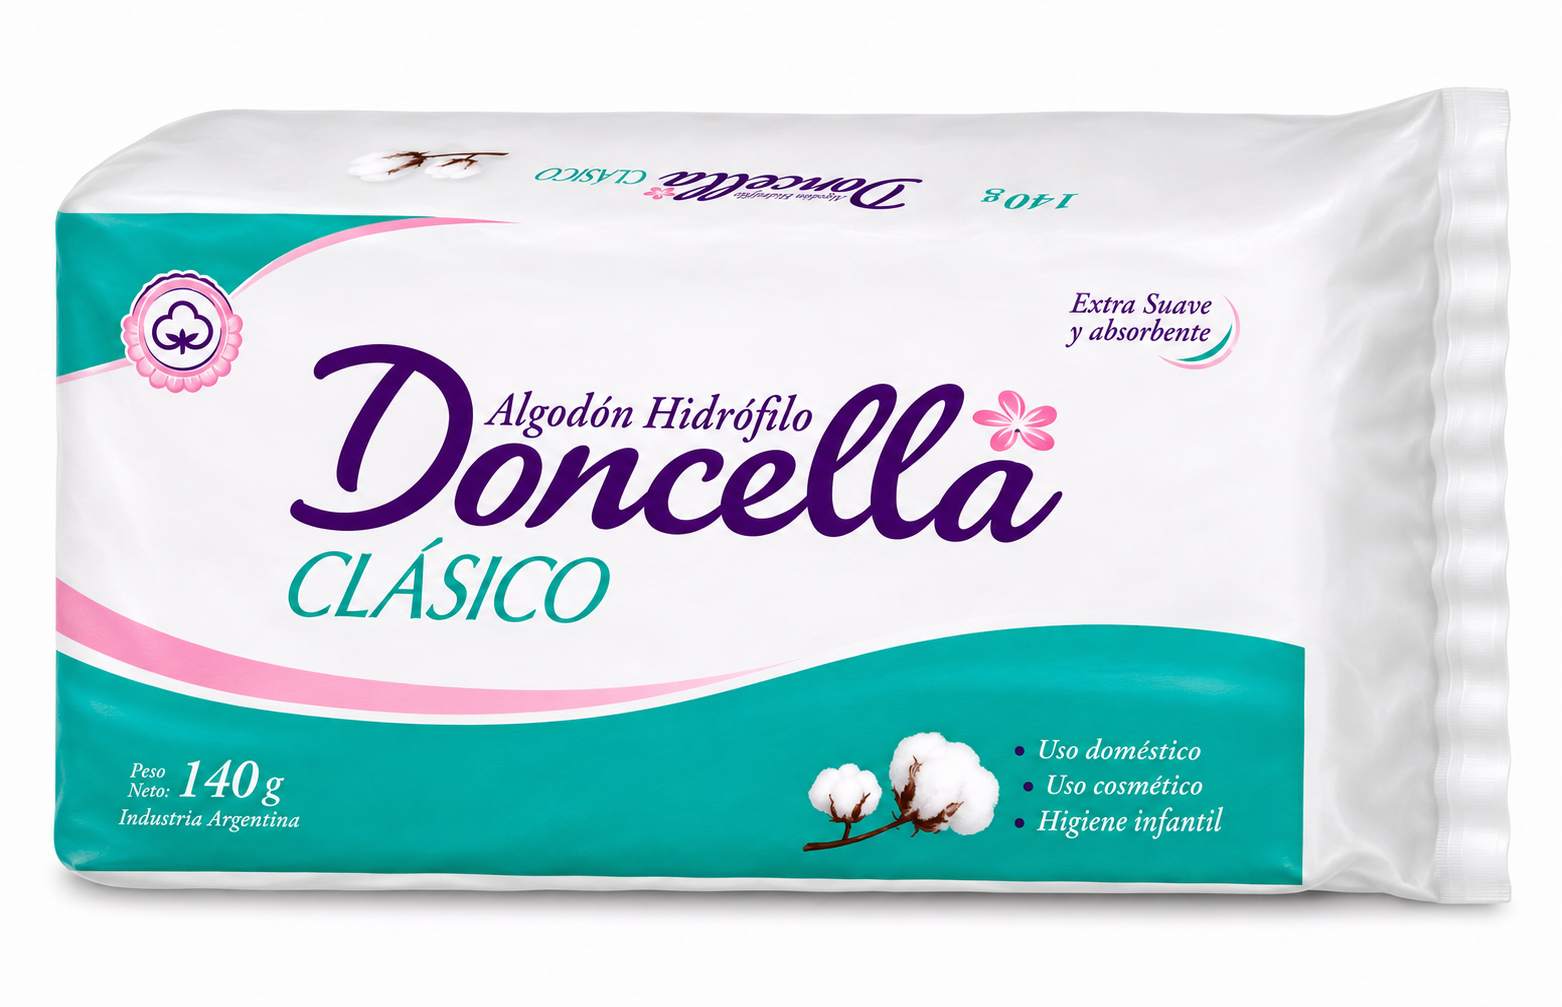 140 g
Doncella
Algodón Hidrófilo
CLÁSICO
Extra Suave
y absorbente
Algodón Hidrófilo
Doncella
CLÁSICO
Peso
Neto: 140 g
Industria Argentina
• Uso doméstico
• Uso cosmético
• Higiene infantil